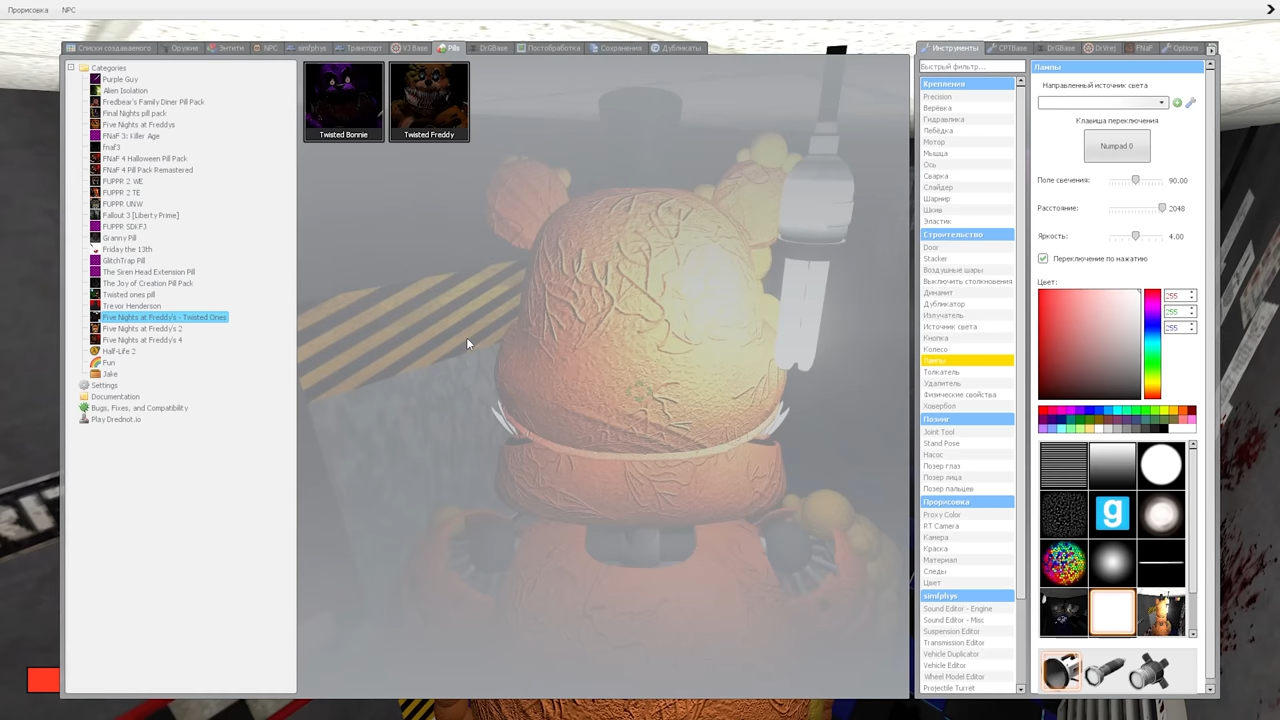 Прорисовка NPC
Списки создаваемого Оружие Энтити NPC simfphys Транспорт VJ Base Pills DrGBase Постобработка Сохранения Дубликаты
Categories
Purple Guy
Alien Isolation
Fredbear's Family Diner Pill Pack
Final Nights pill pack
Five Nights at Freddys
FNaF 3: Killer Age
fnaf3
FNAF 4 Halloween Pill Pack
FNAF 4 Pill Pack Remastered
FUPPR 2 WE
FUPPR 2 TE
FUPPR UNW
Fallout 3 [Liberty Prime]
FUPPR SDKFJ
Granny Pill
Friday the 13th
GlitchTrap Pill
The Siren Head Extension Pill
The Joy of Creation Pill Pack
Twisted ones pill
Trevor Henderson
Five Nights at Freddy's - Twisted Ones
Five Nights at Freddy's 2
Five Nights at Freddy's 4
Half-Life 2
Fun
Jake
Settings
Documentation
Bugs, Fixes, and Compatibility
Play Drednot.io
Twisted Bonnie
Twisted Freddy
Инструменты CPTBase DrGBase DrVrej FNaF Options
Быстрый фильтр...
Крепления
Precision
Верёвка
Гидравлика
Лебёдка
Мотор
Мышца
Ось
Сварка
Слайдер
Шарнир
Шкив
Эластик
Строительство
Door
Stacker
Воздушные шары
Выключить столкновения
Динамит
Дубликатор
Излучатель
Источник света
Кнопка
Колесо
Лампы
Толкатель
Удалитель
Физические свойства
Ховербол
Позинг
Joint Tool
Stand Pose
Насос
Позер глаз
Позер лица
Позер пальцев
Прорисовка
Proxy Color
RT Camera
Камера
Краска
Материал
Следы
Цвет
simfphys
Sound Editor - Engine
Sound Editor - Misc
Suspension Editor
Transmission Editor
Vehicle Duplicator
Vehicle Editor
Wheel Model Editor
Projectile Turret
Лампы
Направленный источник света
Клавиша переключения
Numpad 0
Поле свечения: 90.00
Расстояние: 2048
Яркость: 4.00
Переключение по нажатию
Цвет:
255
255
255
g